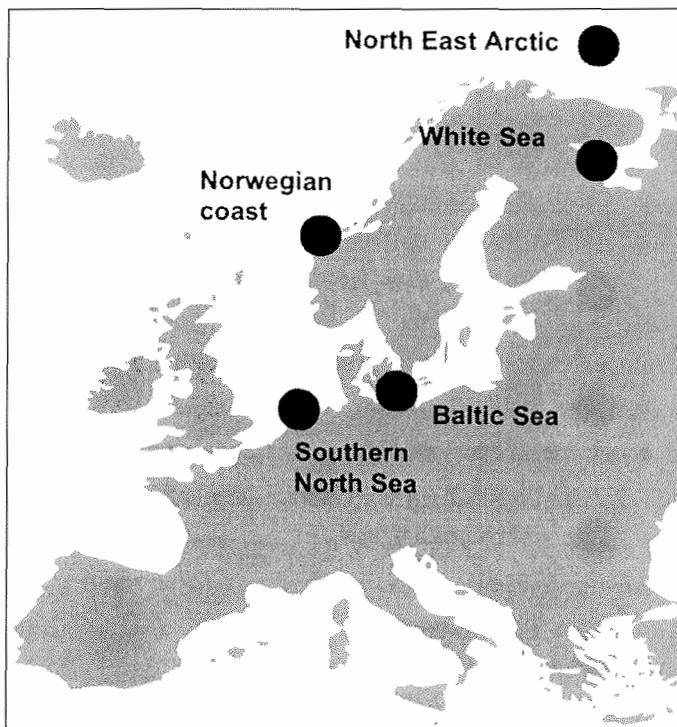 North East Arctic
White Sea
Norwegian
coast
Baltic Sea
Southern
North Sea